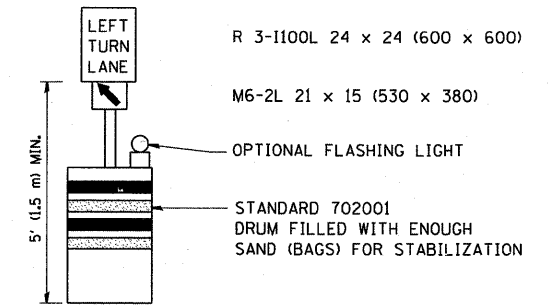 LEFT
TURN
LANE
R 3-I100L 24 x 24 (600 x 600)
M6-2L 21 x 15 (530 x 380)
OPTIONAL FLASHING LIGHT
5' (1.5 m) MIN.
STANDARD 702001
DRUM FILLED WITH ENOUGH
SAND (BAGS) FOR STABILIZATION